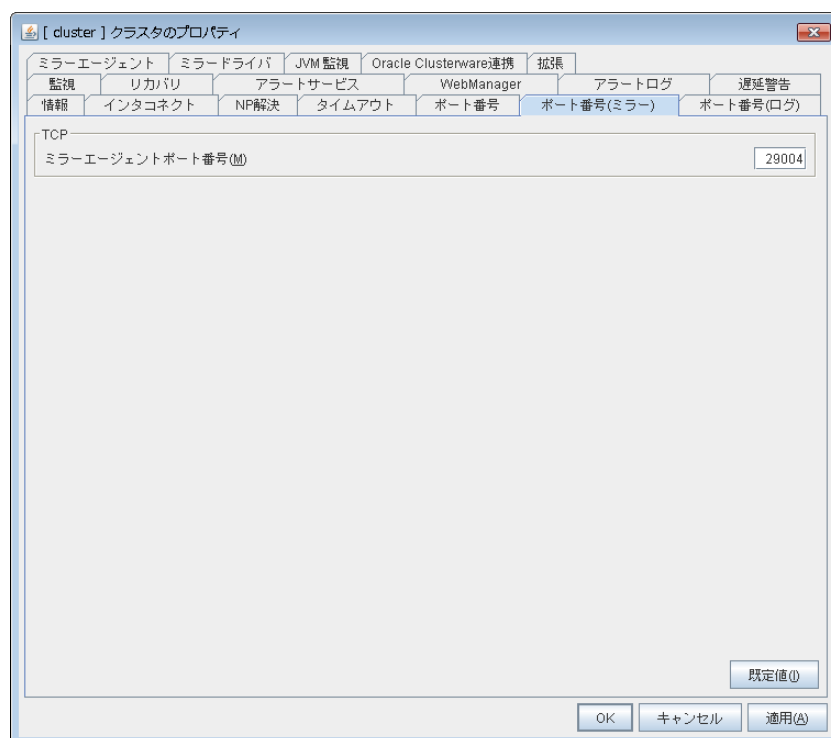 [ cluster ] クラスタのプロパティ
ミラーエージェント ミラードライバ JVM 監視 Oracle Clusterware連携 拡張
監視 リカバリ アラートサービス WebManager アラートログ 遅延警告
情報 インタコネクト NP解決 タイムアウト ポート番号 ポート番号(ミラー) ポート番号(ログ)
TCP
ミラーエージェントポート番号(M) 29004
既定値(I)
OK キャンセル 適用(A)